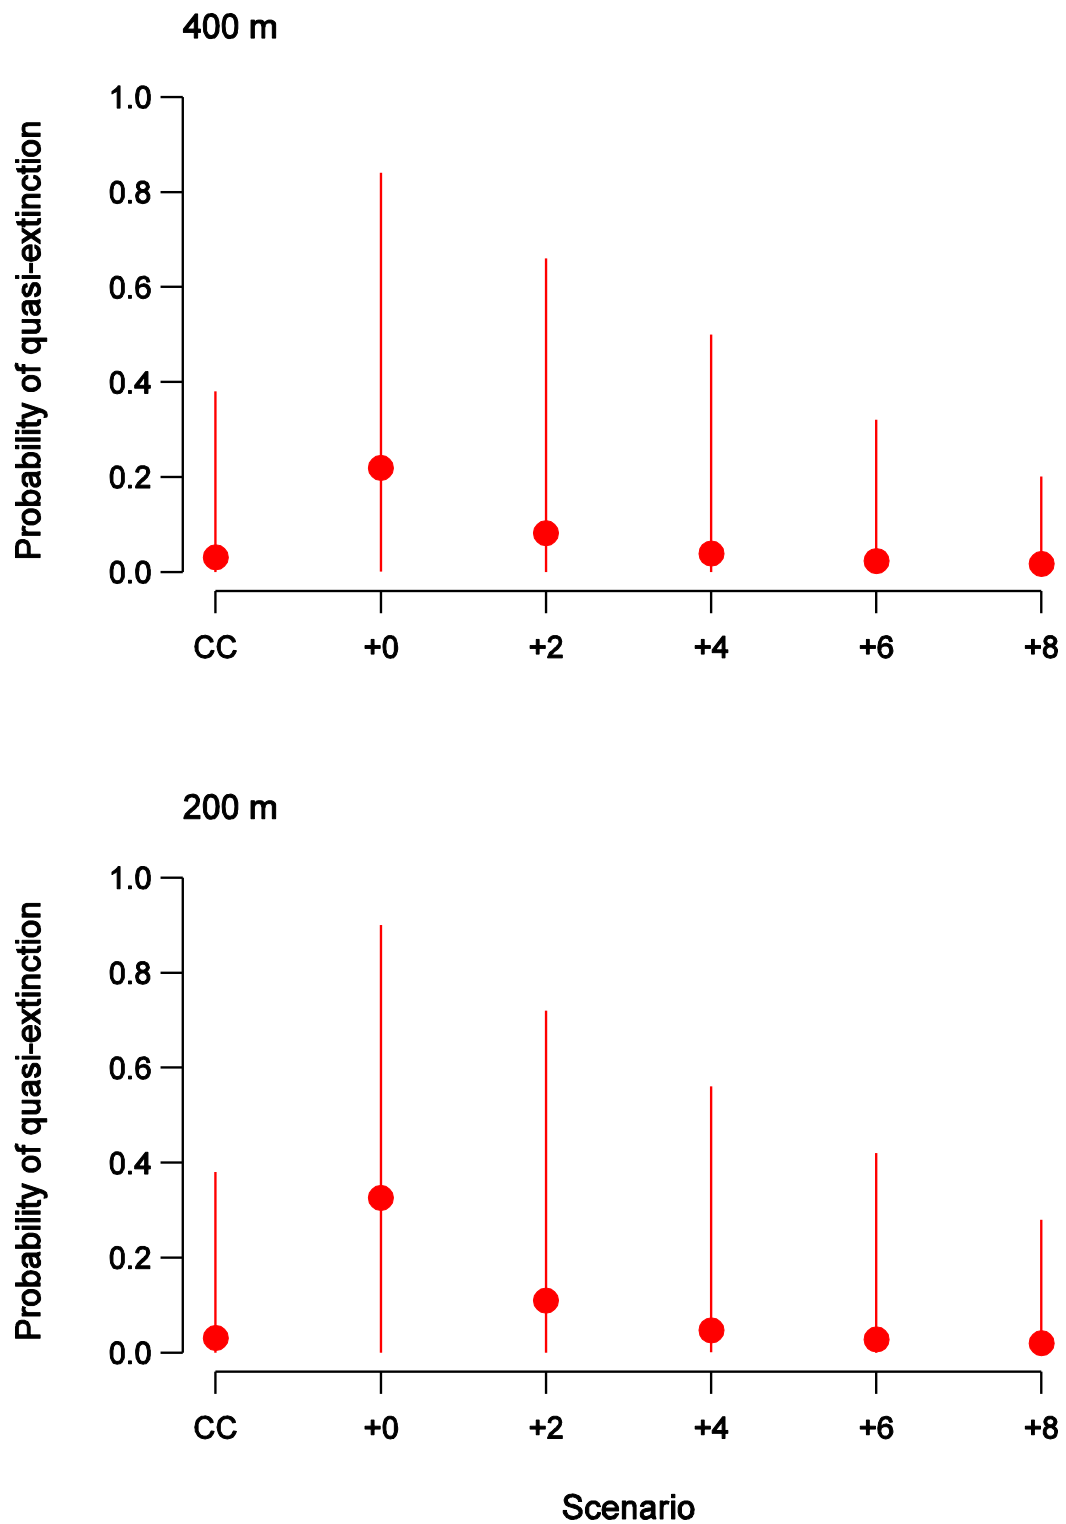 400 m
Probability of quasi-extinction
1.0
0.8
0.6
0.4
0.2
0.0
CC +0 +2 +4 +6 +8
200 m
Probability of quasi-extinction
1.0
0.8
0.6
0.4
0.2
0.0
CC +0 +2 +4 +6 +8
Scenario